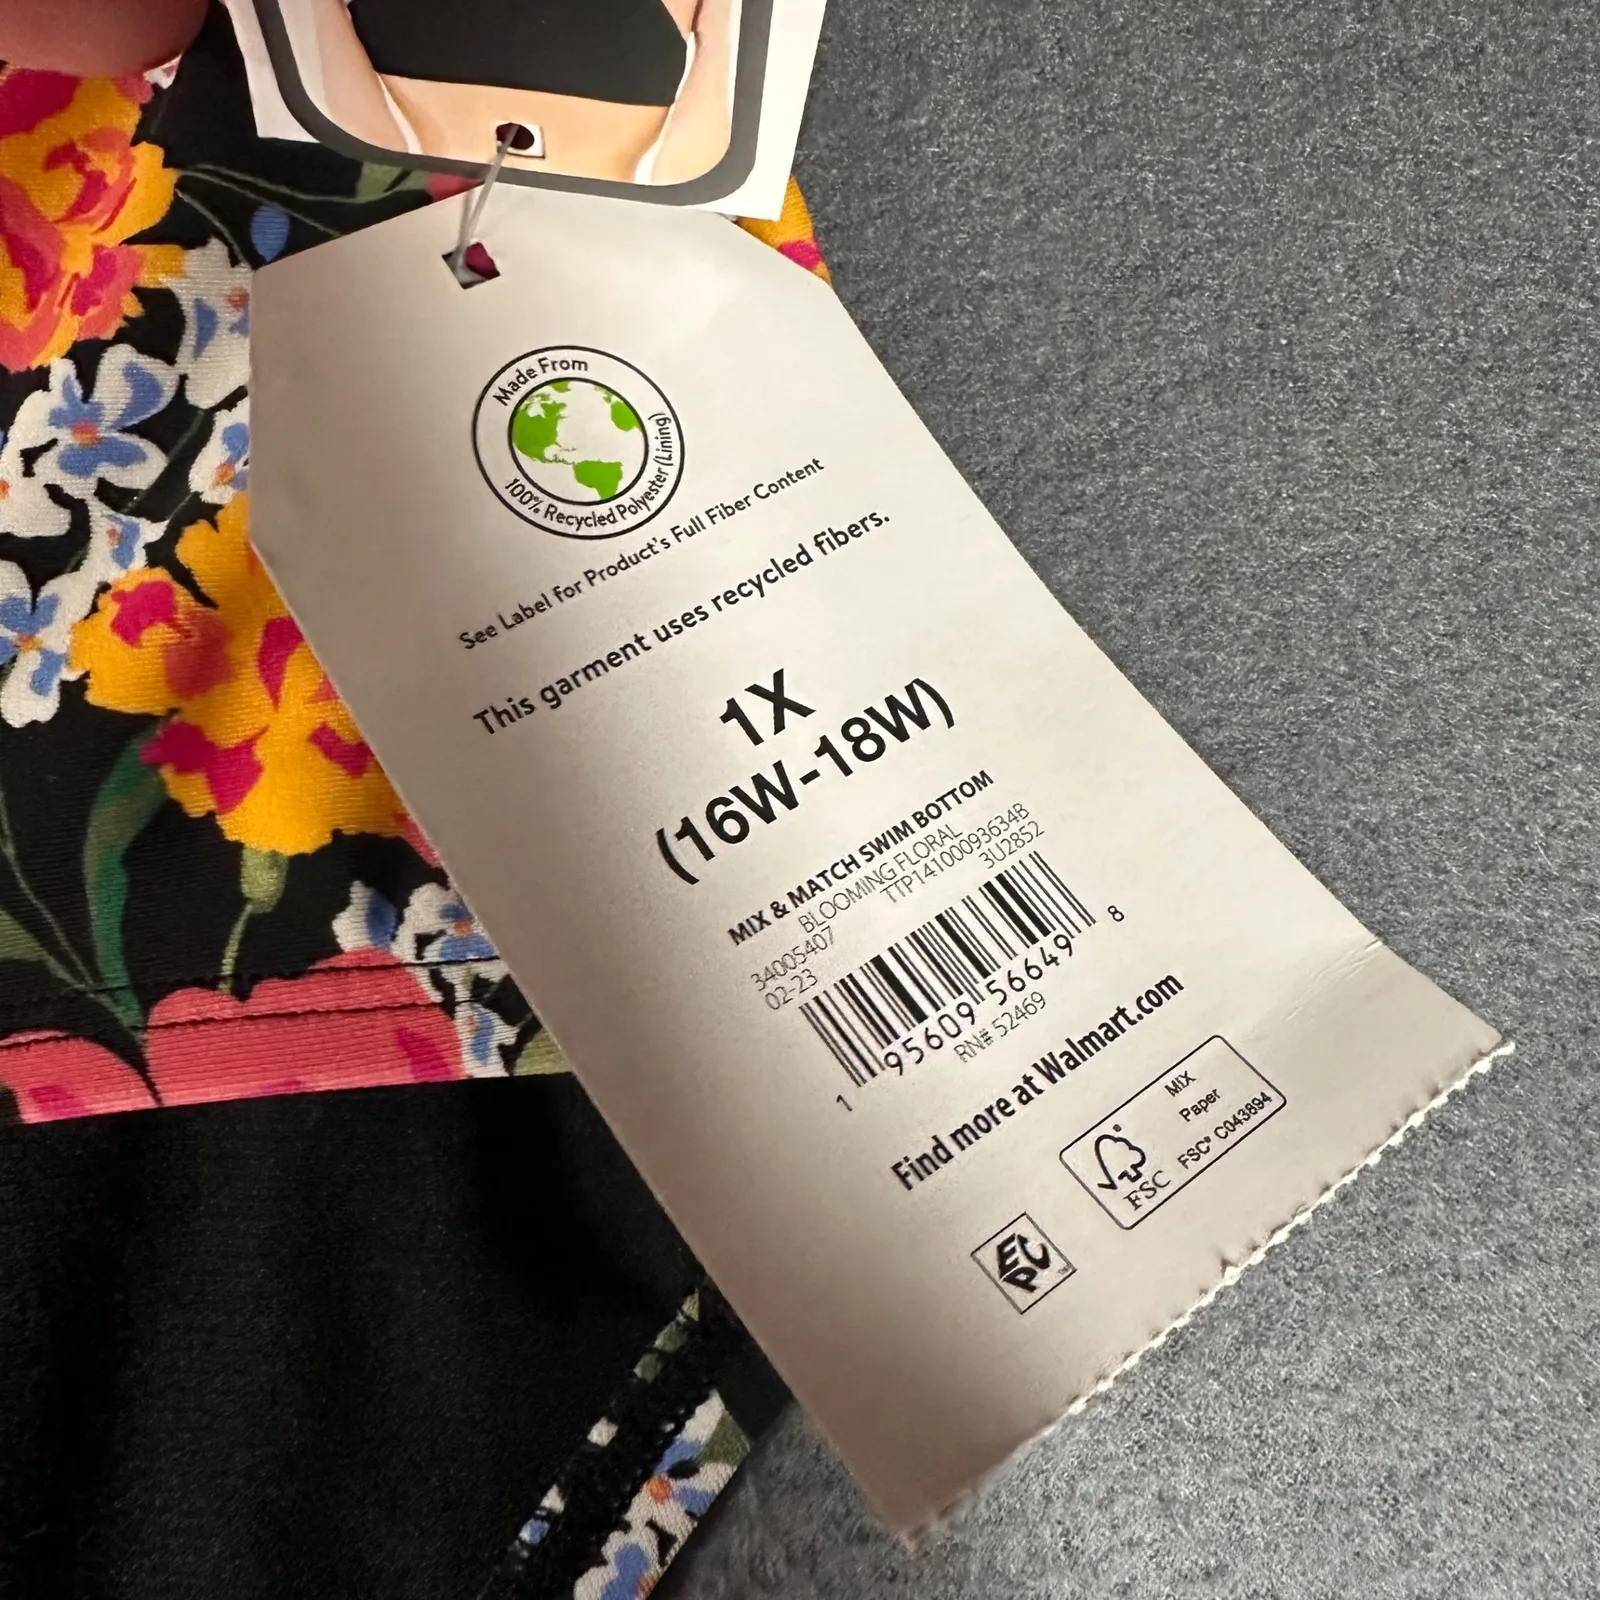 Made From
100% Recycled Polyester (Lining)
See Label for Product's Full Fiber Content
This garment uses recycled fibers.
1X
(16W-18W)
MIX & MATCH SWIM BOTTOM
BLOOMING FLORAL
34005407 TTP14100093634B
02-23 3U2852
1 95609 56649 8
RN# 52469
Find more at Walmart.com
MIX
Paper
FSC® C043894
FSC
EPC